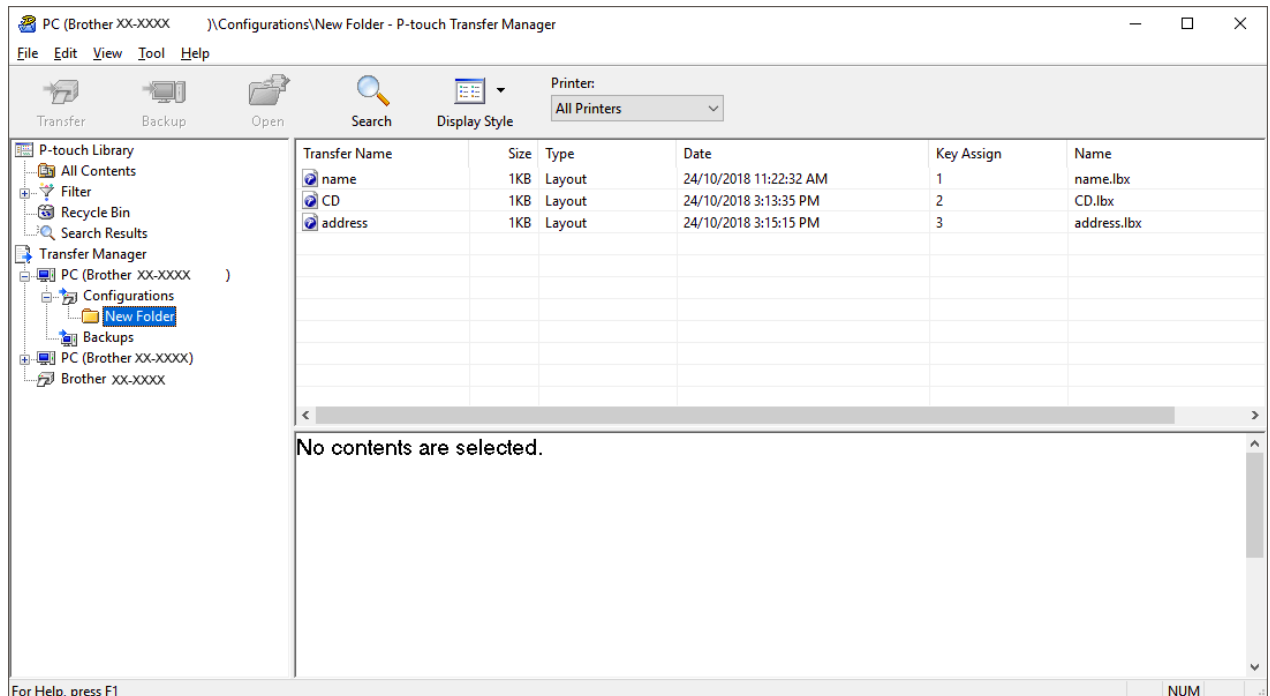 PC (Brother XX-XXXX )\Configurations\New Folder - P-touch Transfer Manager
File Edit View Tool Help
Transfer Backup Open Search Display Style
Printer:
All Printers
P-touch Library
All Contents
Filter
Recycle Bin
Search Results
Transfer Manager
PC (Brother XX-XXXX )
Configurations
New Folder
Backups
PC (Brother XX-XXXX)
Brother XX-XXXX
Transfer Name Size Type Date Key Assign Name
name 1KB Layout 24/10/2018 11:22:32 AM 1 name.lbx
CD 1KB Layout 24/10/2018 3:13:35 PM 2 CD.lbx
address 1KB Layout 24/10/2018 3:15:15 PM 3 address.lbx
No contents are selected.
For Help, press F1
NUM